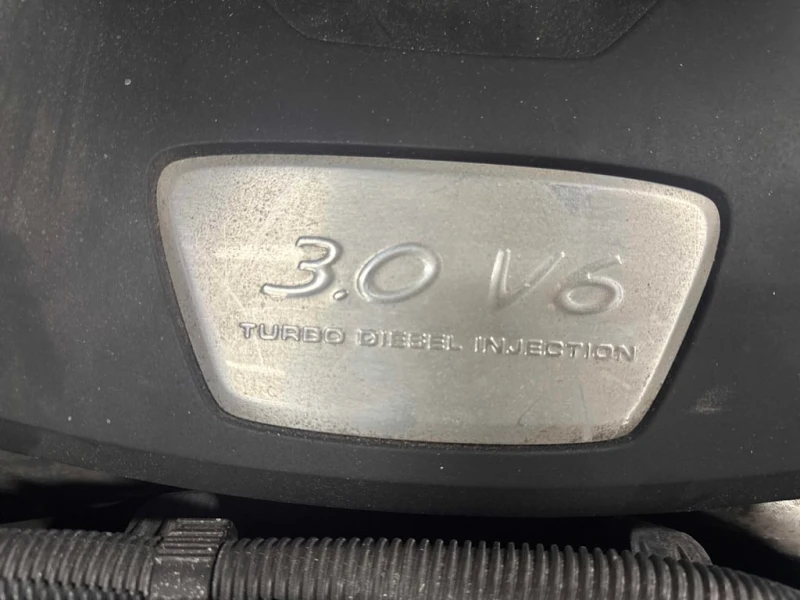 3.0 V6
TURBO DIESEL INJECTION